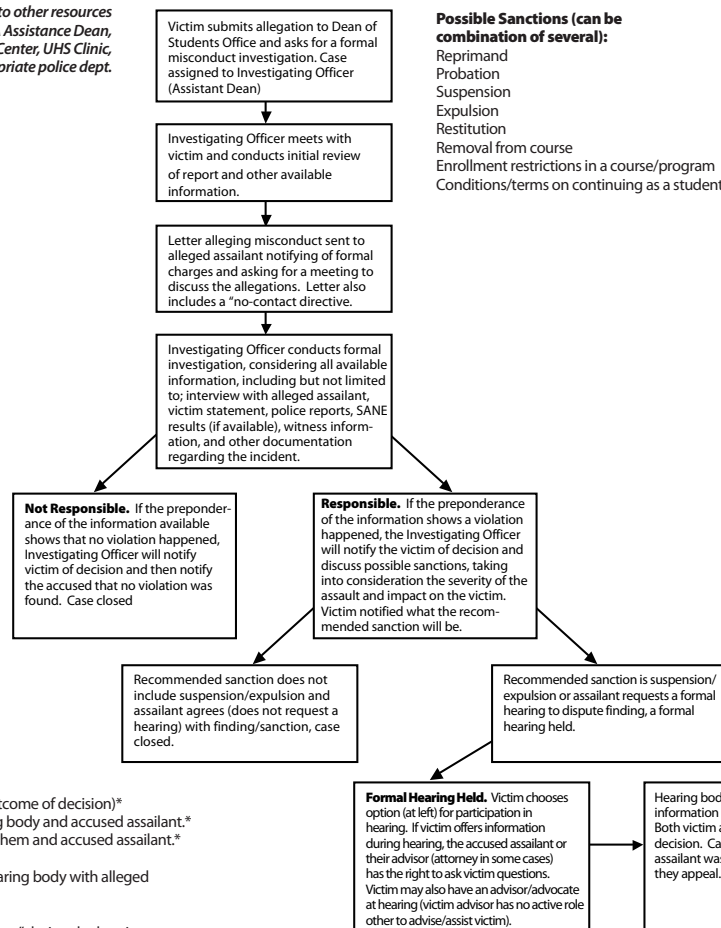 to other resources
Assistance Dean,
Center, UHS Clinic,
priate police dept.
Victim submits allegation to Dean of
Students Office and asks for a formal
misconduct investigation. Case
assigned to Investigating Officer
(Assistant Dean)
Possible Sanctions (can be
combination of several):
Reprimand
Probation
Suspension
Expulsion
Restitution
Removal from course
Enrollment restrictions in a course/program
Conditions/terms on continuing as a student
Investigating Officer meets with
victim and conducts initial review
of report and other available
information.
Letter alleging misconduct sent to
alleged assailant notifying of formal
charges and asking for a meeting to
discuss the allegations. Letter also
includes a "no-contact directive.
Investigating Officer conducts formal
investigation, considering all available
information, including but not limited
to; interview with alleged assailant,
victim statement, police reports, SANE
results (if available), witness inform-
ation, and other documentation
regarding the incident.
Not Responsible. If the preponder-
ance of the information available
shows that no violation happened,
Investigating Officer will notify
victim of decision and then notify
the accused that no violation was
found. Case closed
Responsible. If the preponderance
of the information shows a violation
happened, the Investigating Officer
will notify the victim of decision and
discuss possible sanctions, taking
into consideration the severity of the
assault and impact on the victim.
Victim notified what the recom-
mended sanction will be.
Recommended sanction does not
include suspension/expulsion and
assailant agrees (does not request a
hearing) with finding/sanction, case
closed.
Recommended sanction is suspension/
expulsion or assailant requests a formal
hearing to dispute finding, a formal
hearing held.
tcome of decision)*
g body and accused assailant.*
hem and accused assailant.*
aring body with alleged
Formal Hearing Held. Victim chooses
option (at left) for participation in
hearing. If victim offers information
during hearing, the accused assailant or
their advisor (attorney in some cases)
has the right to ask victim questions.
Victim may also have an advisor/advocate
at hearing (victim advisor has no active role
other to advise/assist victim).
Hearing bod
information
Both victim a
decision. Ca
assailant was
they appeal.